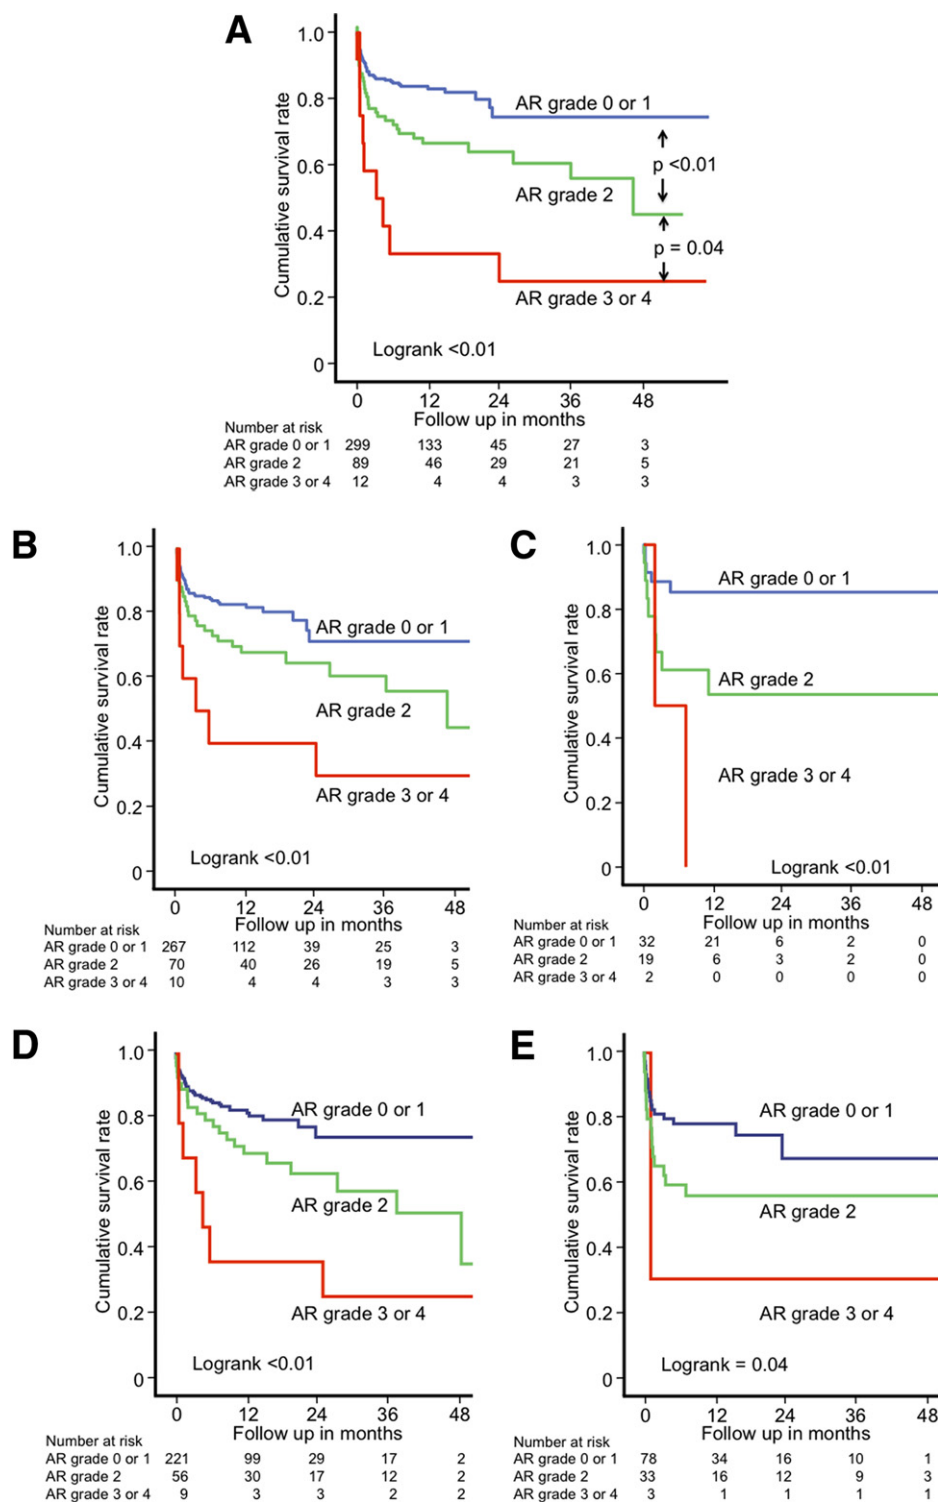 A
Cumulative survival rate
1.0
0.8
0.6
0.4
0.2
0
AR grade 0 or 1
p <0.01
AR grade 2
p = 0.04
AR grade 3 or 4
Logrank <0.01
0 12 24 36 48
Follow up in months
Number at risk
AR grade 0 or 1 299 133 45 27 3
AR grade 2 89 46 29 21 5
AR grade 3 or 4 12 4 4 3 3
B
Cumulative survival rate
1.0
0.8
0.6
0.4
0.2
0
AR grade 0 or 1
AR grade 2
AR grade 3 or 4
Logrank <0.01
0 12 24 36 48
Follow up in months
Number at risk
AR grade 0 or 1 267 112 39 25 3
AR grade 2 70 40 26 19 5
AR grade 3 or 4 10 4 4 3 3
C
Cumulative survival rate
1.0
0.8
0.6
0.4
0.2
0
AR grade 0 or 1
AR grade 2
AR grade 3 or 4
Logrank <0.01
0 12 24 36 48
Follow up in months
Number at risk
AR grade 0 or 1 32 21 6 2 0
AR grade 2 19 6 3 2 0
AR grade 3 or 4 2 0 0 0 0
D
Cumulative survival rate
1.0
0.8
0.6
0.4
0.2
0
AR grade 0 or 1
AR grade 2
AR grade 3 or 4
Logrank <0.01
0 12 24 36 48
Follow up in months
Number at risk
AR grade 0 or 1 221 99 29 17 2
AR grade 2 56 30 17 12 2
AR grade 3 or 4 9 3 3 2 2
E
Cumulative survival rate
1.0
0.8
0.6
0.4
0.2
0
AR grade 0 or 1
AR grade 2
AR grade 3 or 4
Logrank = 0.04
0 12 24 36 48
Follow up in months
Number at risk
AR grade 0 or 1 78 34 16 10 1
AR grade 2 33 16 12 9 3
AR grade 3 or 4 3 1 1 1 1